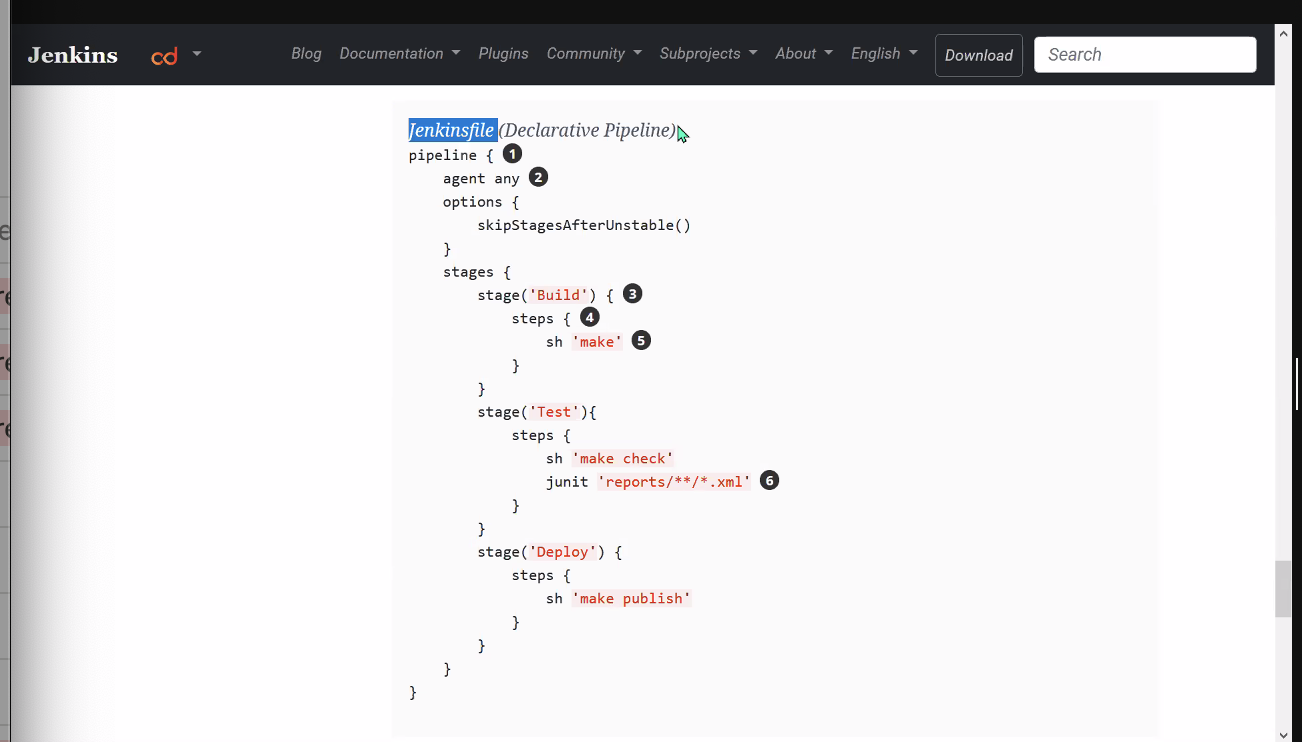 Jenkins cd Blog Documentation Plugins Community Subprojects About English Download Search
Jenkinsfile (Declarative Pipeline)
pipeline { 1
agent any 2
options {
skipStagesAfterUnstable()
}
stages {
stage('Build') { 3
steps { 4
sh 'make' 5
}
}
stage('Test'){
steps {
sh 'make check'
junit 'reports/**/*.xml' 6
}
}
stage('Deploy') {
steps {
sh 'make publish'
}
}
}
}